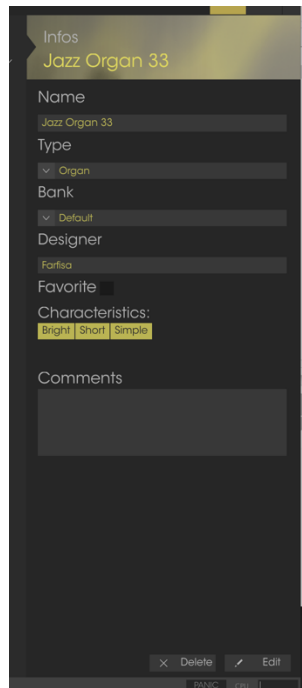 Infos
Jazz Organ 33
Name
Jazz Organ 33
Type
Organ
Bank
Default
Designer
Farfisa
Favorite
Characteristics:
Bright Short Simple
Comments
Delete Edit
PANIC CPU